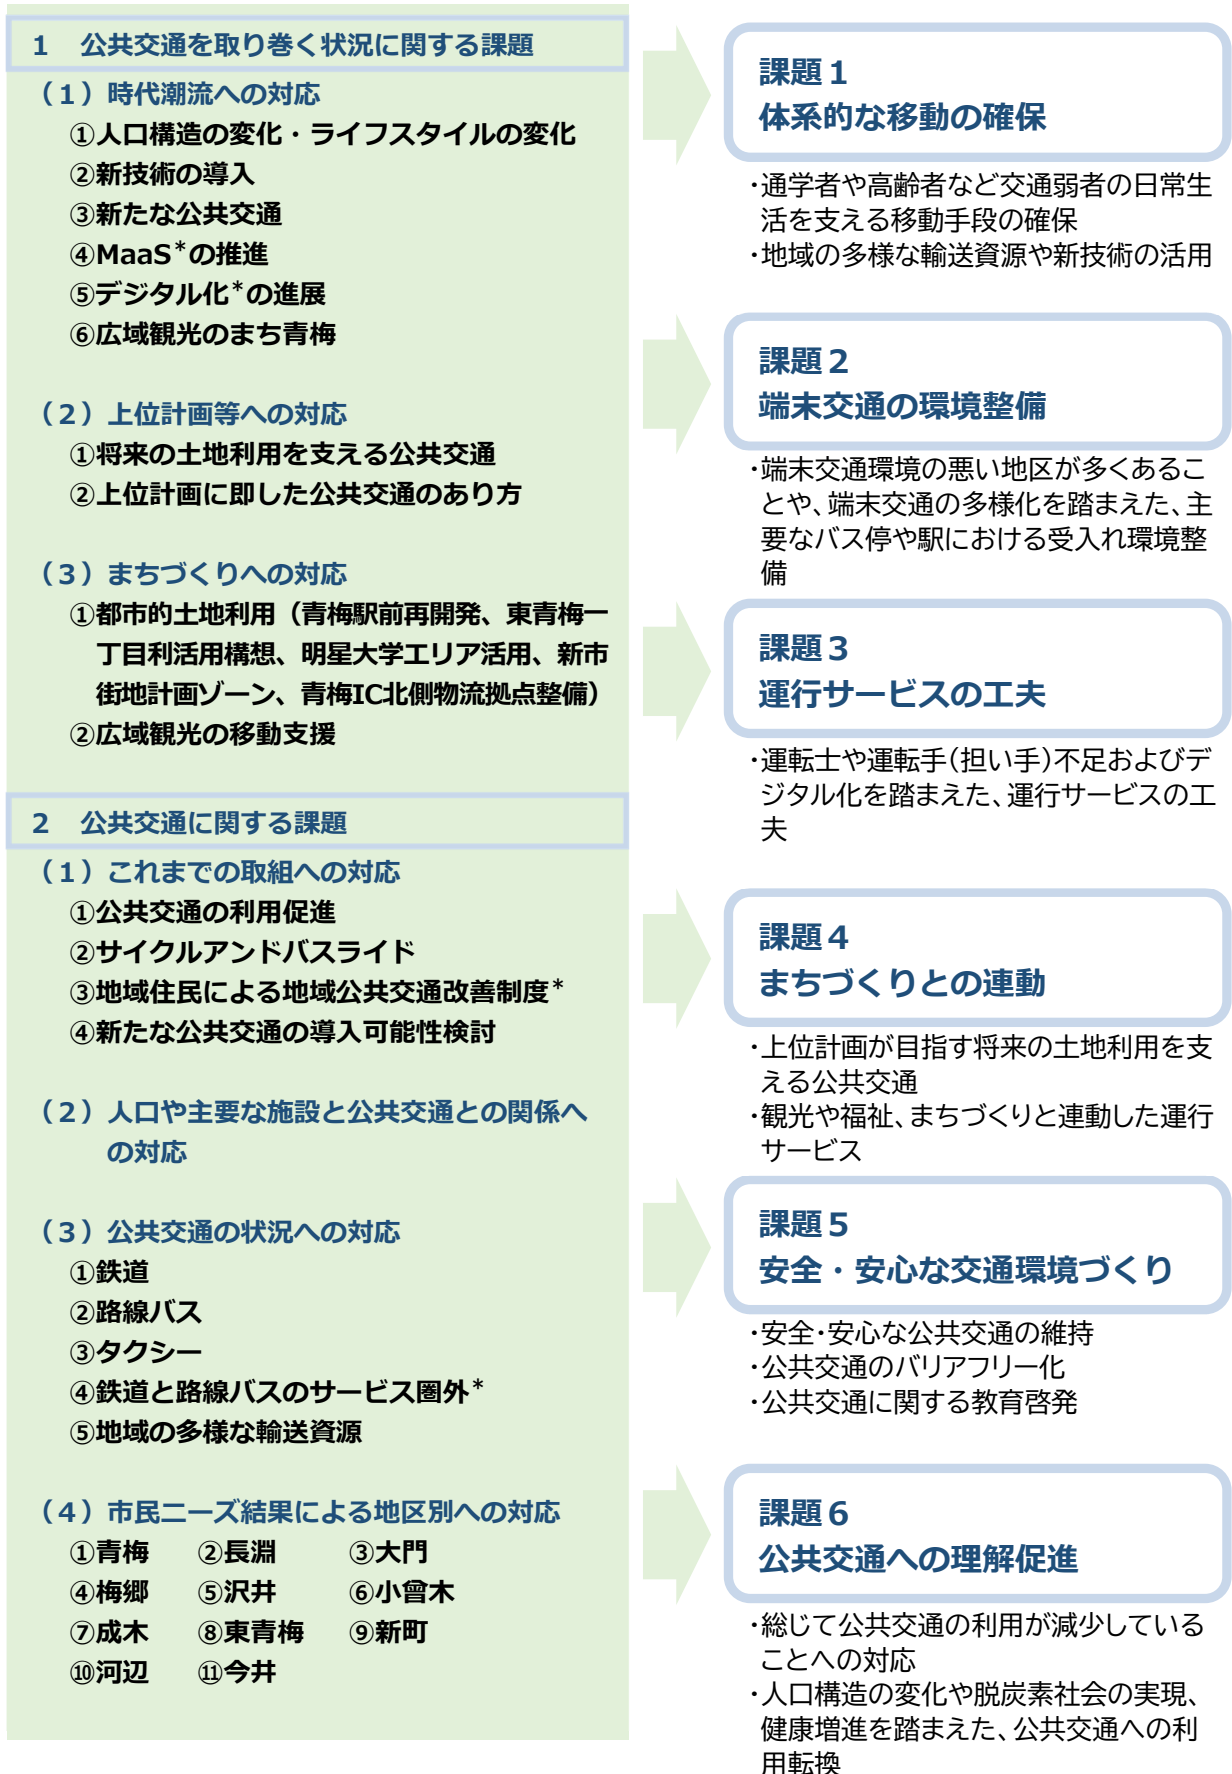 1　公共交通を取り巻く状況に関する課題
（１）時代潮流への対応
①人口構造の変化・ライフスタイルの変化
②新技術の導入
③新たな公共交通
④MaaS＊の推進
⑤デジタル化＊の進展
⑥広域観光のまち青梅
（２）上位計画等への対応
①将来の土地利用を支える公共交通
②上位計画に即した公共交通のあり方
（３）まちづくりへの対応
①都市的土地利用（青梅駅前再開発、東青梅一
丁目利活用構想、明星大学エリア活用、新市
街地計画ゾーン、青梅IC北側物流拠点整備）
②広域観光の移動支援
2　公共交通に関する課題
（１）これまでの取組への対応
①公共交通の利用促進
②サイクルアンドバスライド
③地域住民による地域公共交通改善制度＊
④新たな公共交通の導入可能性検討
（２）人口や主要な施設と公共交通との関係へ
の対応
（３）公共交通の状況への対応
①鉄道
②路線バス
③タクシー
④鉄道と路線バスのサービス圏外＊
⑤地域の多様な輸送資源
（４）市民ニーズ結果による地区別への対応
①青梅　②長淵　③大門
④梅郷　⑤沢井　⑥小曾木
⑦成木　⑧東青梅　⑨新町
⑩河辺　⑪今井
課題１
体系的な移動の確保
・通学者や高齢者など交通弱者の日常生
活を支える移動手段の確保
・地域の多様な輸送資源や新技術の活用
課題２
端末交通の環境整備
・端末交通環境の悪い地区が多くあるこ
とや、端末交通の多様化を踏まえた、主
要なバス停や駅における受入れ環境整
備
課題３
運行サービスの工夫
・運転士や運転手（担い手）不足およびデ
ジタル化を踏まえた、運行サービスの工
夫
課題４
まちづくりとの連動
・上位計画が目指す将来の土地利用を支
える公共交通
・観光や福祉、まちづくりと連動した運行
サービス
課題５
安全・安心な交通環境づくり
・安全・安心な公共交通の維持
・公共交通のバリアフリー化
・公共交通に関する教育啓発
課題６
公共交通への理解促進
・総じて公共交通の利用が減少している
ことへの対応
・人口構造の変化や脱炭素社会の実現、
健康増進を踏まえた、公共交通への利
用転換